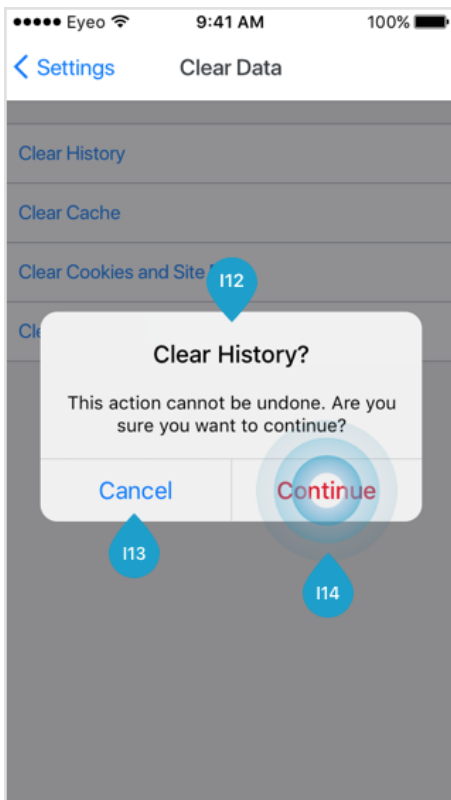 Eyeo 9:41 AM 100%
Settings Clear Data
Clear History
Clear Cache
Clear Cookies and Site
I12
Clear History?
This action cannot be undone. Are you
sure you want to continue?
Cancel Continue
I13
I14